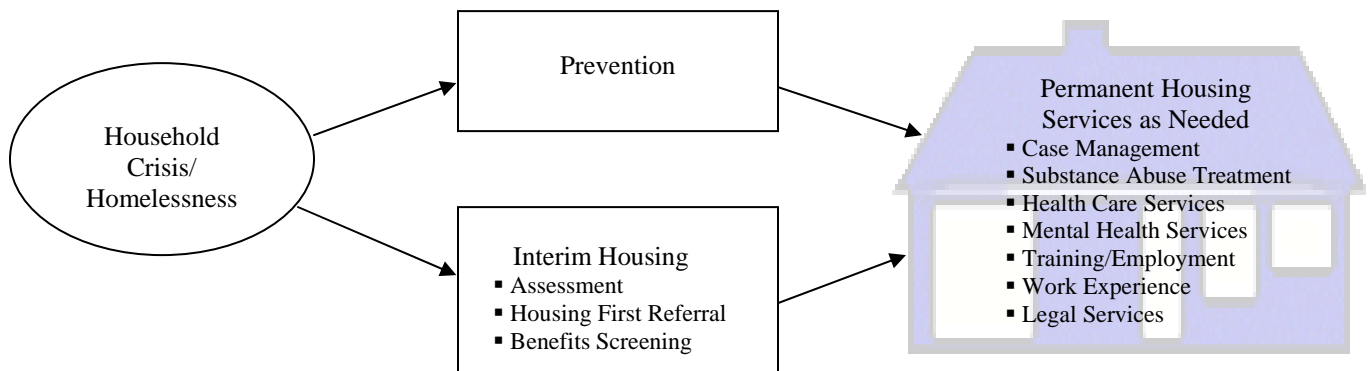 Household
Crisis/
Homelessness
Prevention
Interim Housing
▪ Assessment
▪ Housing First Referral
▪ Benefits Screening
Permanent Housing
Services as Needed
▪ Case Management
▪ Substance Abuse Treatment
▪ Health Care Services
▪ Mental Health Services
▪ Training/Employment
▪ Work Experience
▪ Legal Services